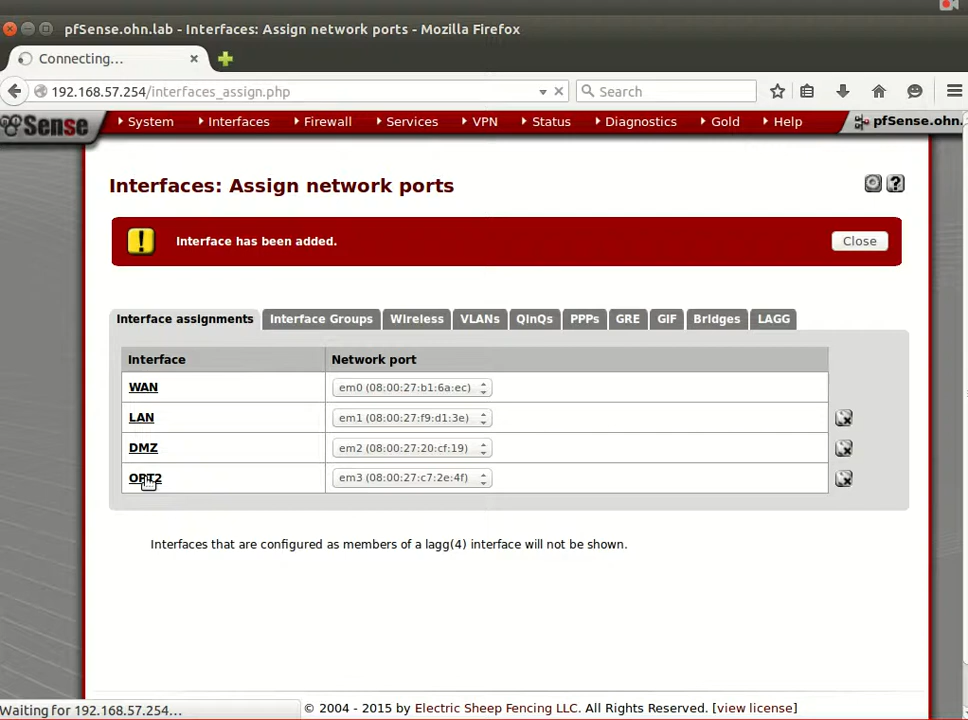 pfSense.ohn.lab - Interfaces: Assign network ports - Mozilla Firefox
Connecting...
192.168.57.254/interfaces_assign.php
Search
Sense
System
Interfaces
Firewall
Services
VPN
Status
Diagnostics
Gold
Help
pfSense.ohn.
Interfaces: Assign network ports
?
!
Interface has been added.
Close
Interface assignments
Interface Groups
Wireless
VLANs
QinQs
PPPs
GRE
GIF
Bridges
LAGG
Interface Network port
WAN em0 (08:00:27:b1:6a:ec)
LAN em1 (08:00:27:f9:d1:3e)
DMZ em2 (08:00:27:20:cf:19)
OPT2 em3 (08:00:27:c7:2e:4f)
Interfaces that are configured as members of a lagg(4) interface will not be shown.
Waiting for 192.168.57.254...
© 2004 - 2015 by Electric Sheep Fencing LLC. All Rights Reserved. [view license]